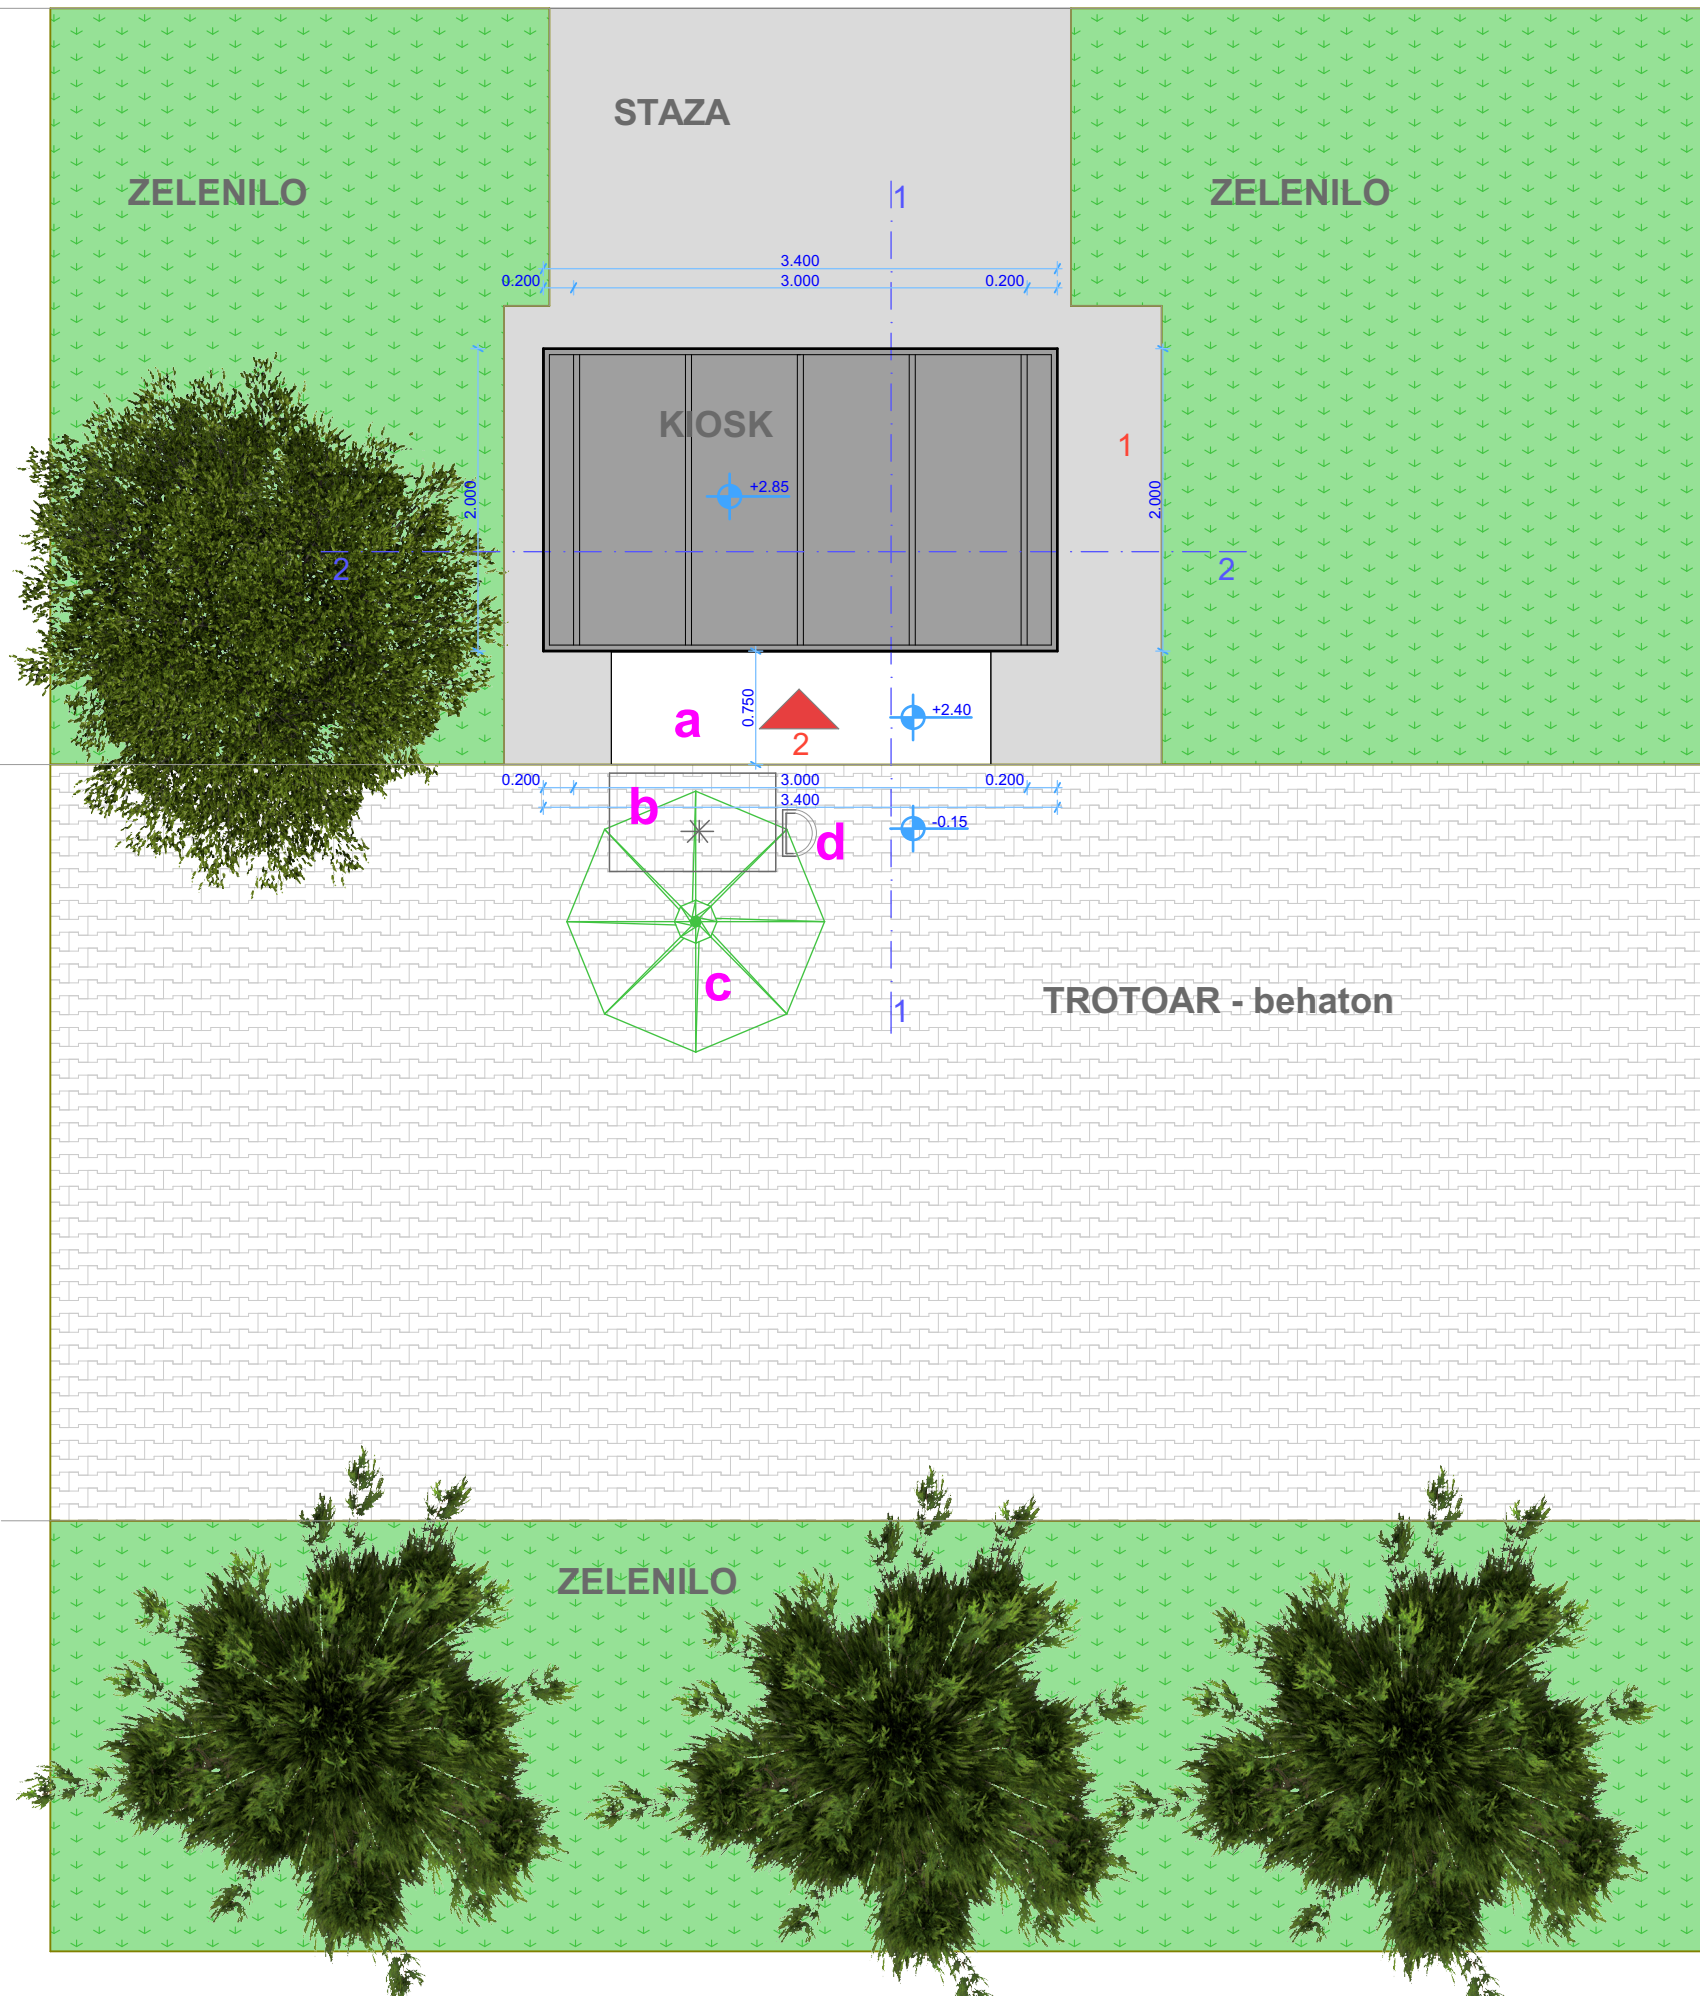 STAZA
ZELENILO
ZELENILO
1
3.400
0.200
3.000
0.200
KIOSK
1
+2.85
2.000
2.000
2
2
a
0.750
+2.40
2
0.200
3.000
0.200
3.400
b
-0.15
d
c
1
TROTOAR - behaton
ZELENILO